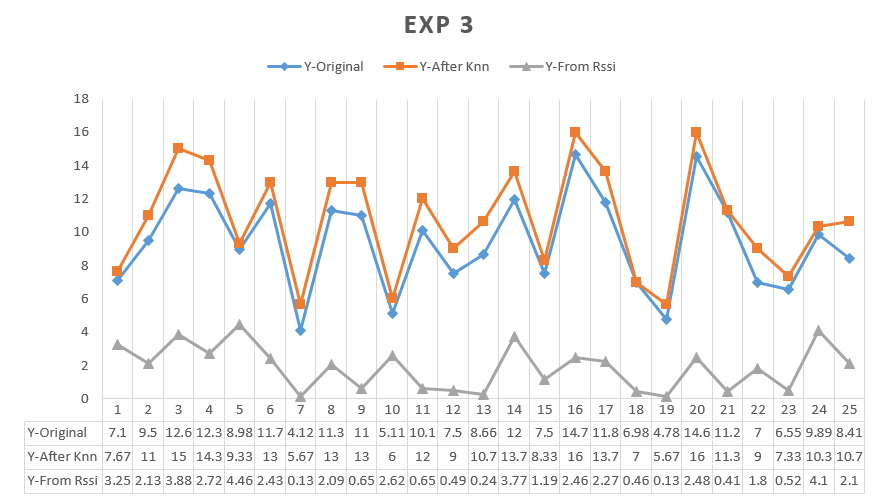 EXP 3
Y-Original Y-After Knn Y-From Rssi
18
16
14
12
10
8
6
4
2
0
1 2 3 4 5 6 7 8 9 10 11 12 13 14 15 16 17 18 19 20 21 22 23 24 25
Y-Original 7.1 9.5 12.6 12.3 8.98 11.7 4.12 11.3 11 5.11 10.1 7.5 8.66 12 7.5 14.7 11.8 6.98 4.78 14.6 11.2 7 6.55 9.89 8.41
Y-After Knn 7.67 11 15 14.3 9.33 13 5.67 13 13 6 12 9 10.7 13.7 8.33 16 13.7 7 5.67 16 11.3 9 7.33 10.3 10.7
Y-From Rssi 3.25 2.13 3.88 2.72 4.46 2.43 0.13 2.09 0.65 2.62 0.65 0.49 0.24 3.77 1.19 2.46 2.27 0.46 0.13 2.48 0.41 1.8 0.52 4.1 2.1